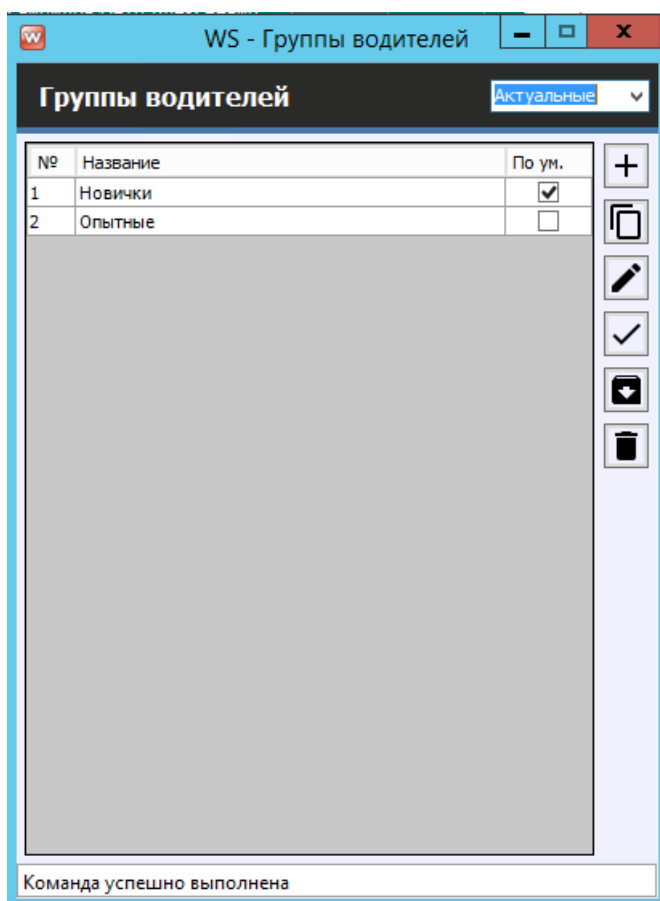 WS - Группы водителей
Группы водителей
Актуальные
№ Название По ум.
1 Новички
2 Опытные
Команда успешно выполнена